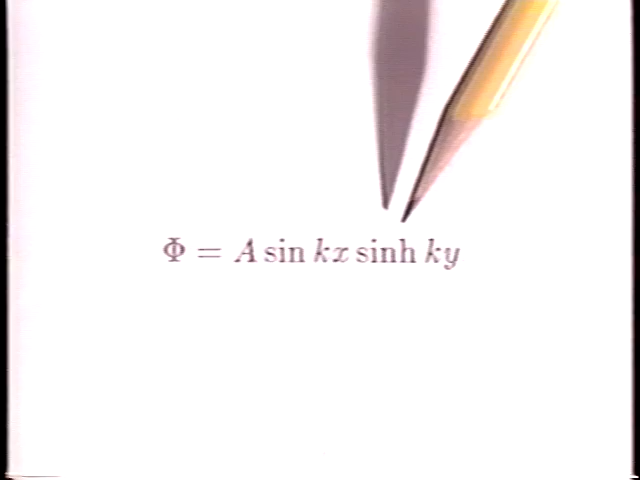 Φ = A sin kx sinh ky